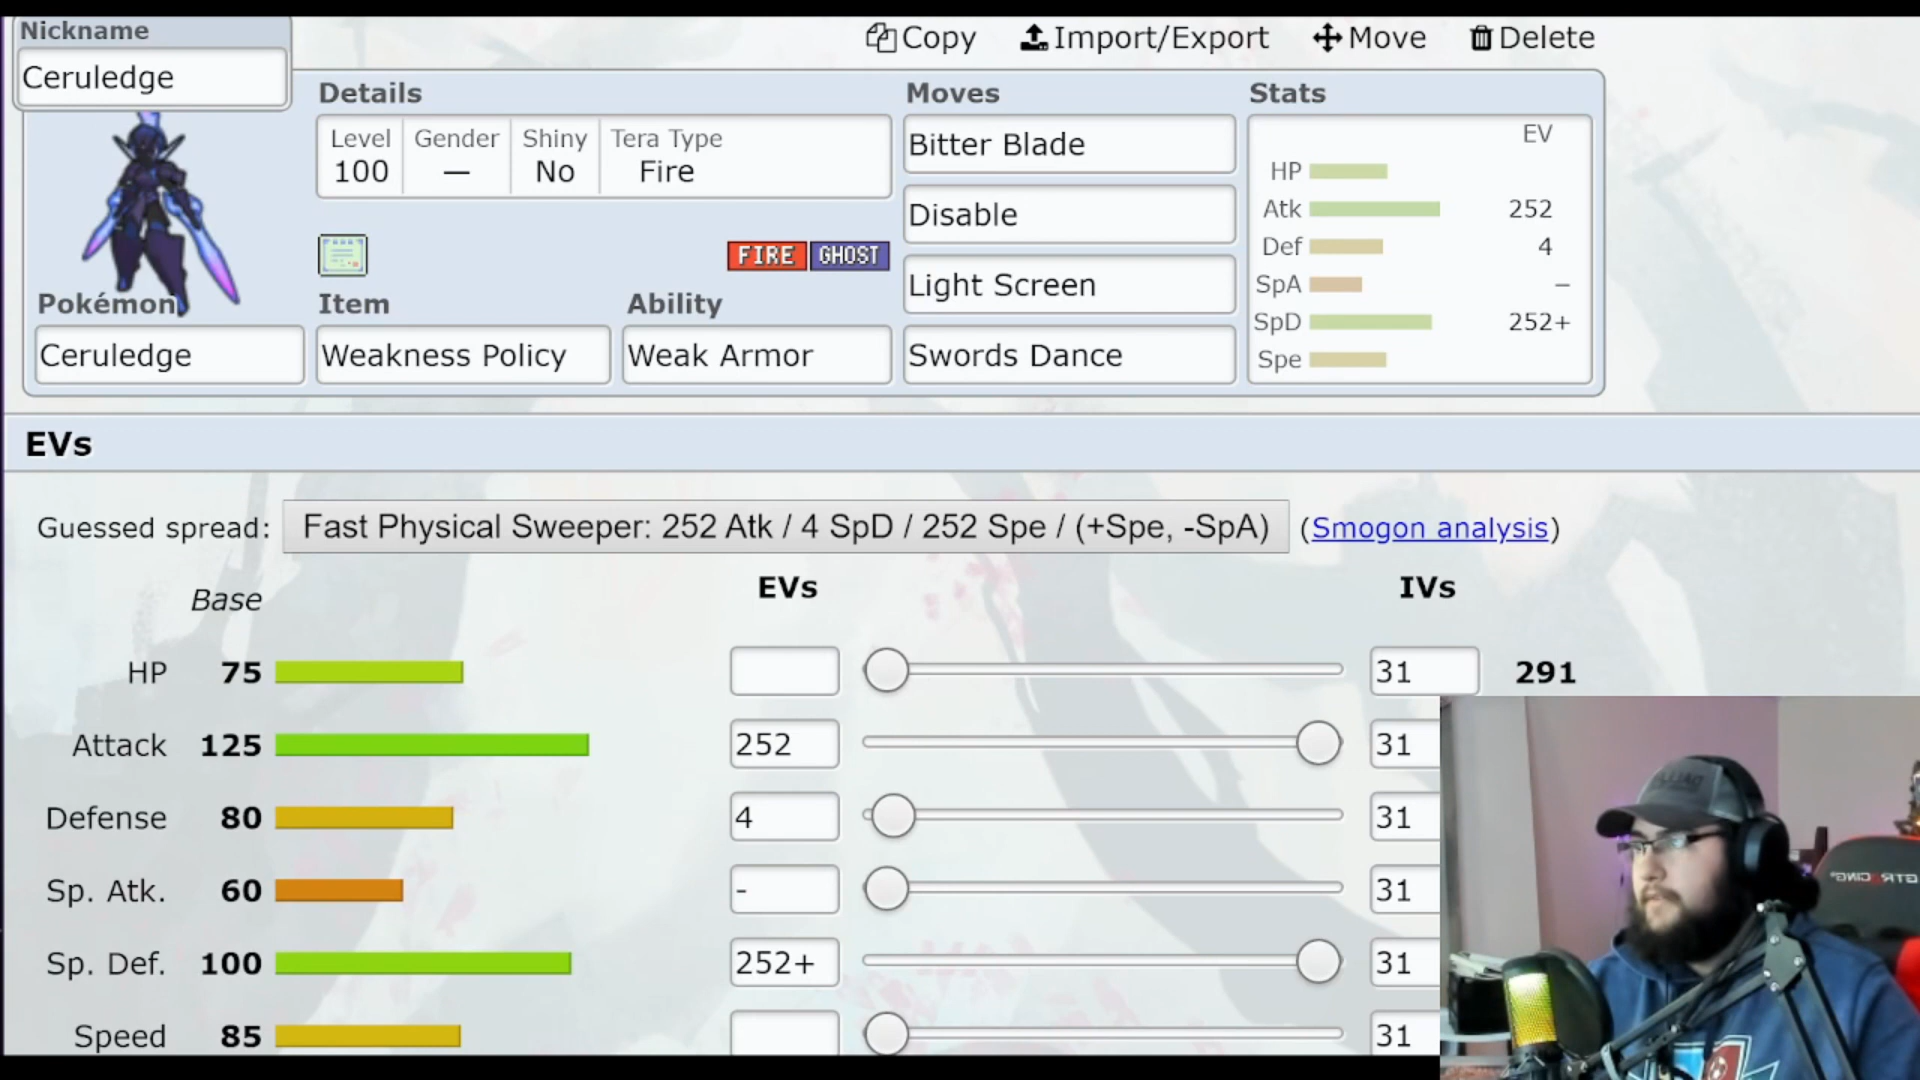 Nickname
Ceruledge
Copy Import/Export Move Delete
Details
Level Gender Shiny Tera Type
100 — No Fire
FIRE GHOST
Pokémon
Ceruledge
Item
Weakness Policy
Ability
Weak Armor
Moves
Bitter Blade
Disable
Light Screen
Swords Dance
Stats
EV
HP
Atk 252
Def 4
SpA –
SpD 252+
Spe
EVs
Guessed spread: Fast Physical Sweeper: 252 Atk / 4 SpD / 252 Spe / (+Spe, -SpA) (Smogon analysis)
Base EVs IVs
HP 75 31 291
Attack 125 252 31
Defense 80 4 31
Sp. Atk. 60 - 31
Sp. Def. 100 252+ 31
Speed 85 31